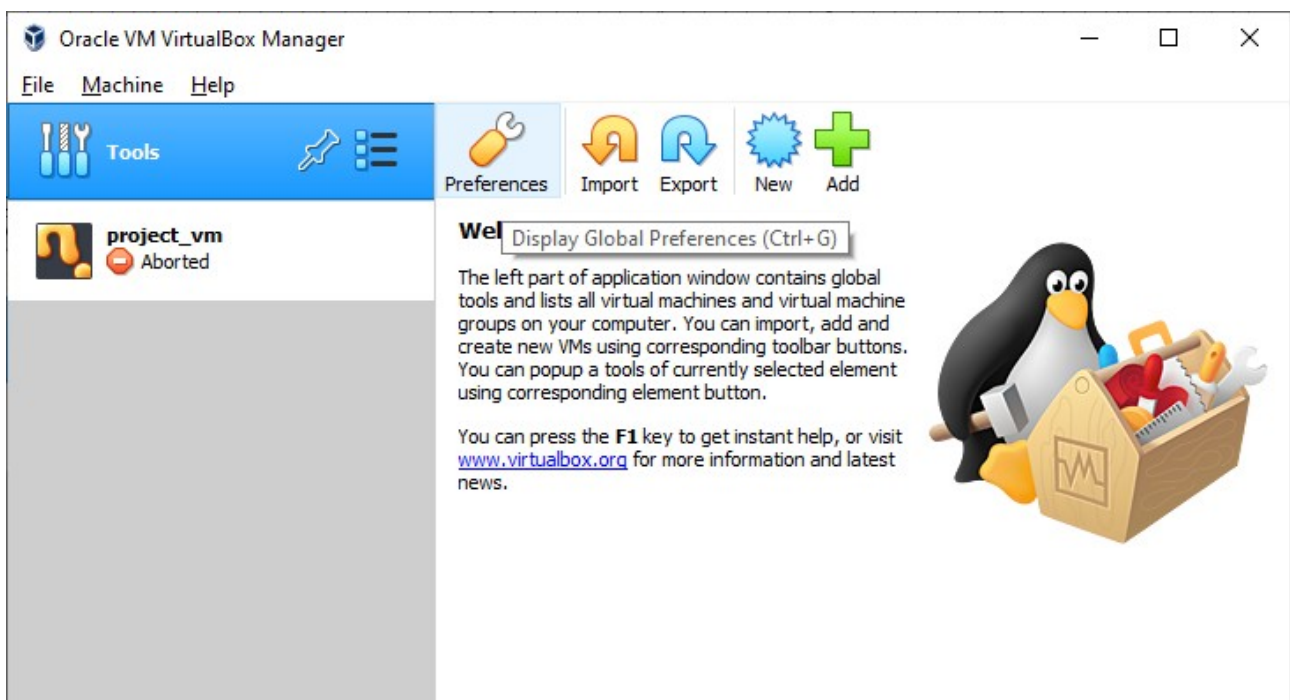 Oracle VM VirtualBox Manager
File Machine Help
Tools
Preferences
Import
Export
New
Add
project_vm
Aborted
Display Global Preferences (Ctrl+G)
The left part of application window contains global
tools and lists all virtual machines and virtual machine
groups on your computer. You can import, add and
create new VMs using corresponding toolbar buttons.
You can popup a tools of currently selected element
using corresponding element button.
You can press the F1 key to get instant help, or visit
www.virtualbox.org for more information and latest
news.